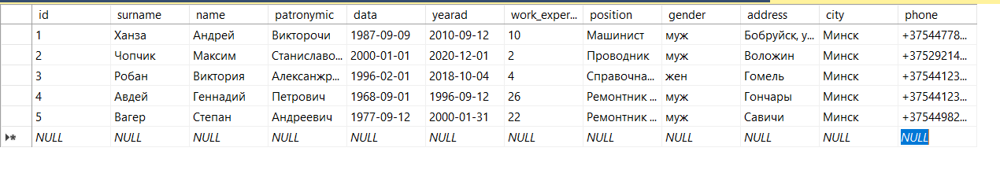 id surname name patronymic data yearad work_exper... position gender address city phone
1 Ханза Андрей Викторочи 1987-09-09 2010-09-12 10 Машинист муж Бобруйск, у... Минск +37544778...
2 Чопчик Максим Станиславо... 2000-01-01 2020-12-01 2 Проводник муж Воложин Минск +37529214...
3 Робан Виктория Алексанжр... 1996-02-01 2018-10-04 4 Справочна... жен Гомель Минск +37544123...
4 Авдей Геннадий Петрович 1968-09-01 1996-09-12 26 Ремонтник ... муж Гончары Минск +37544123...
5 Вагер Степан Андреевич 1977-09-12 2000-01-31 22 Ремонтник ... муж Савичи Минск +37544982...
NULL NULL NULL NULL NULL NULL NULL NULL NULL NULL NULL NULL